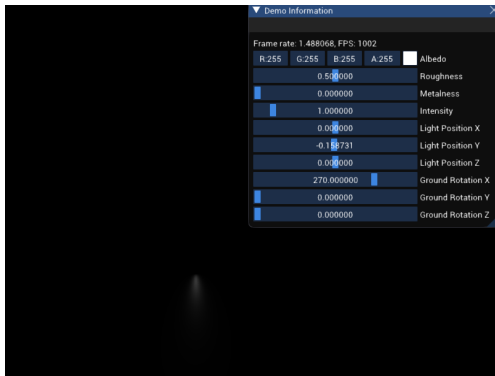 Demo Information
Frame rate: 1.488068, FPS: 1002
R:255 G:255 B:255 A:255 Albedo
0.500000 Roughness
0.000000 Metalness
1.000000 Intensity
0.000000 Light Position X
-0.158731 Light Position Y
0.000000 Light Position Z
270.000000 Ground Rotation X
0.000000 Ground Rotation Y
0.000000 Ground Rotation Z